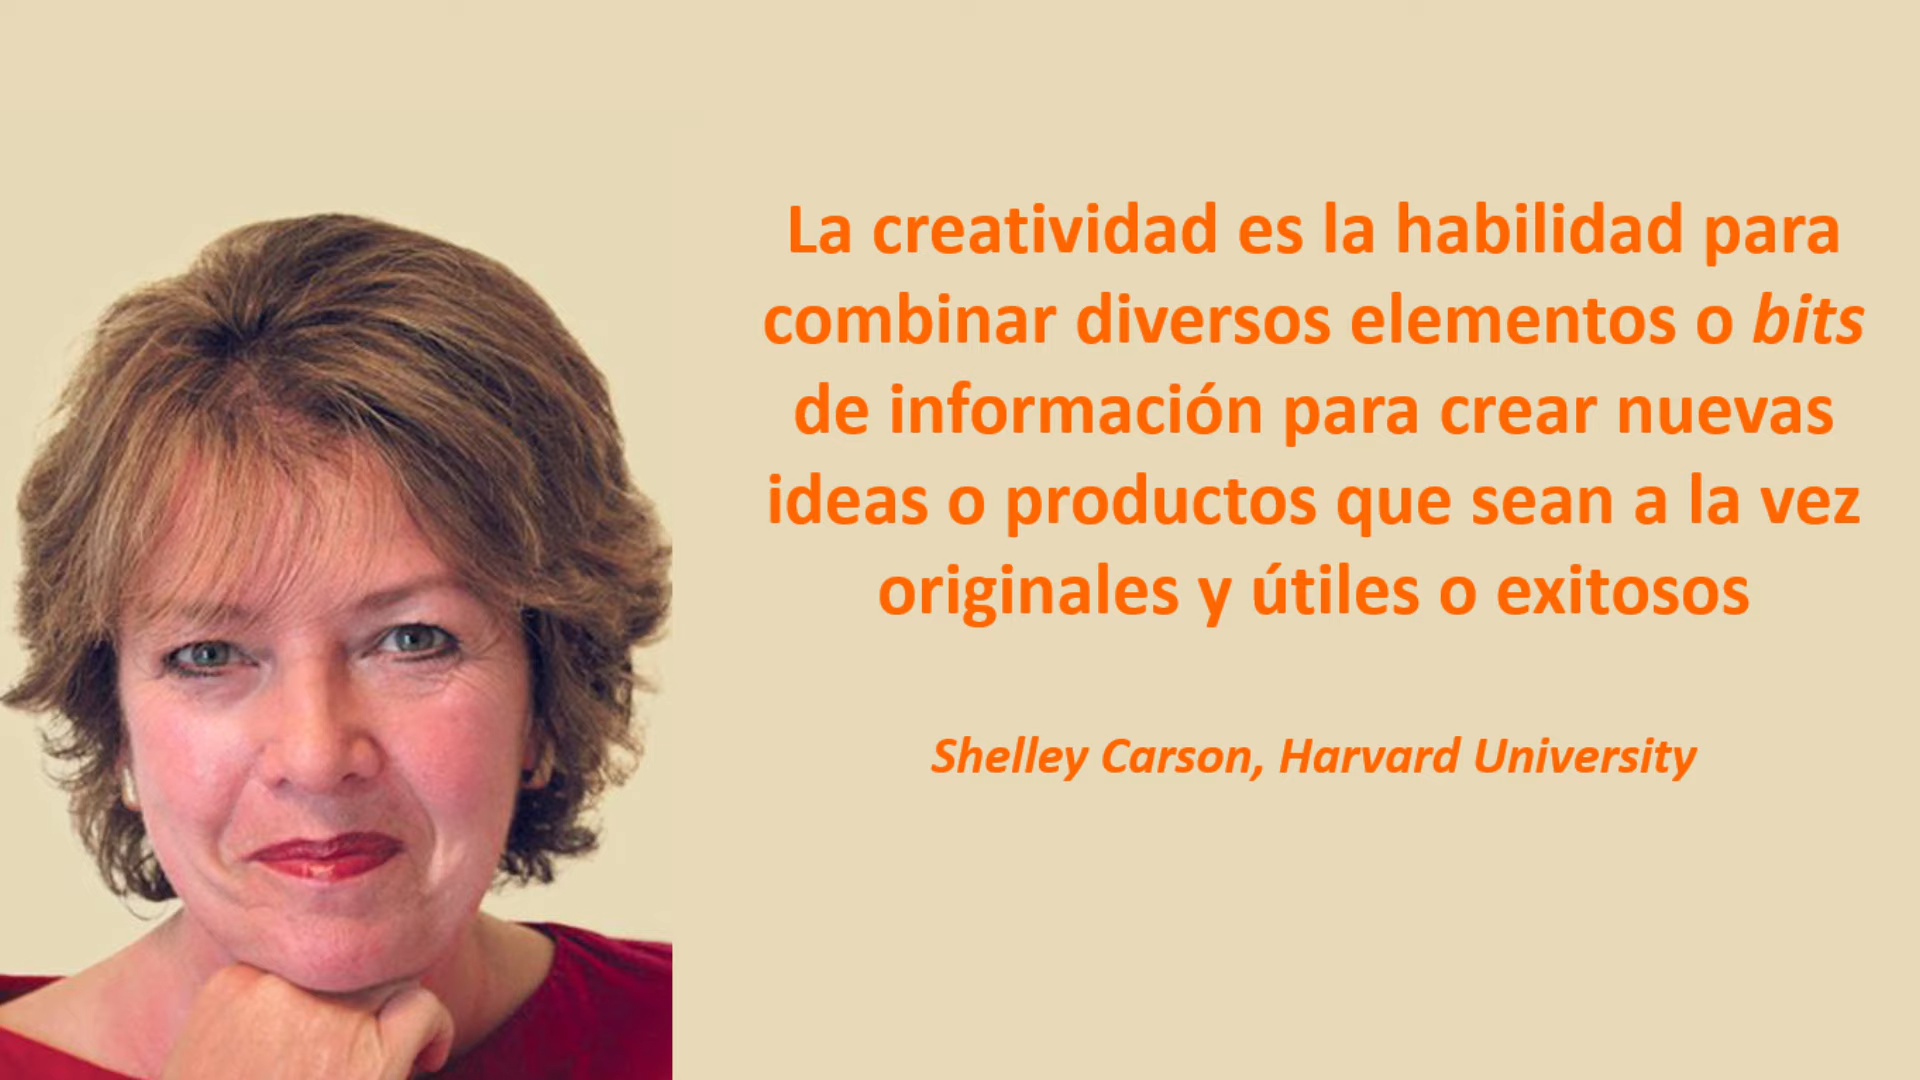 La creatividad es la habilidad para
combinar diversos elementos o bits
de información para crear nuevas
ideas o productos que sean a la vez
originales y útiles o exitosos
Shelley Carson, Harvard University